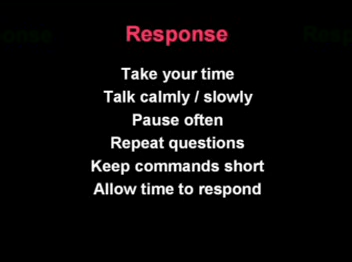 Response
Take your time
Talk calmly / slowly
Pause often
Repeat questions
Keep commands short
Allow time to respond